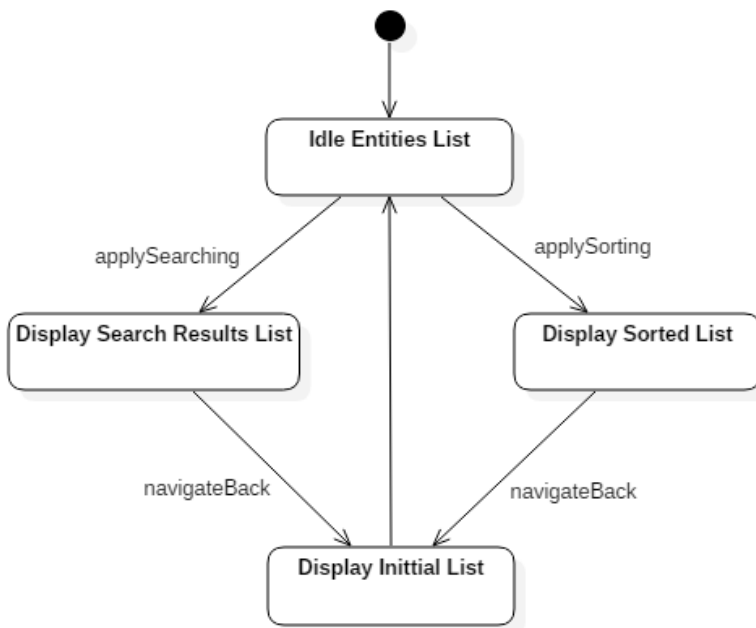 Idle Entities List
applySearching
applySorting
Display Search Results List
Display Sorted List
navigateBack
navigateBack
Display Inittial List